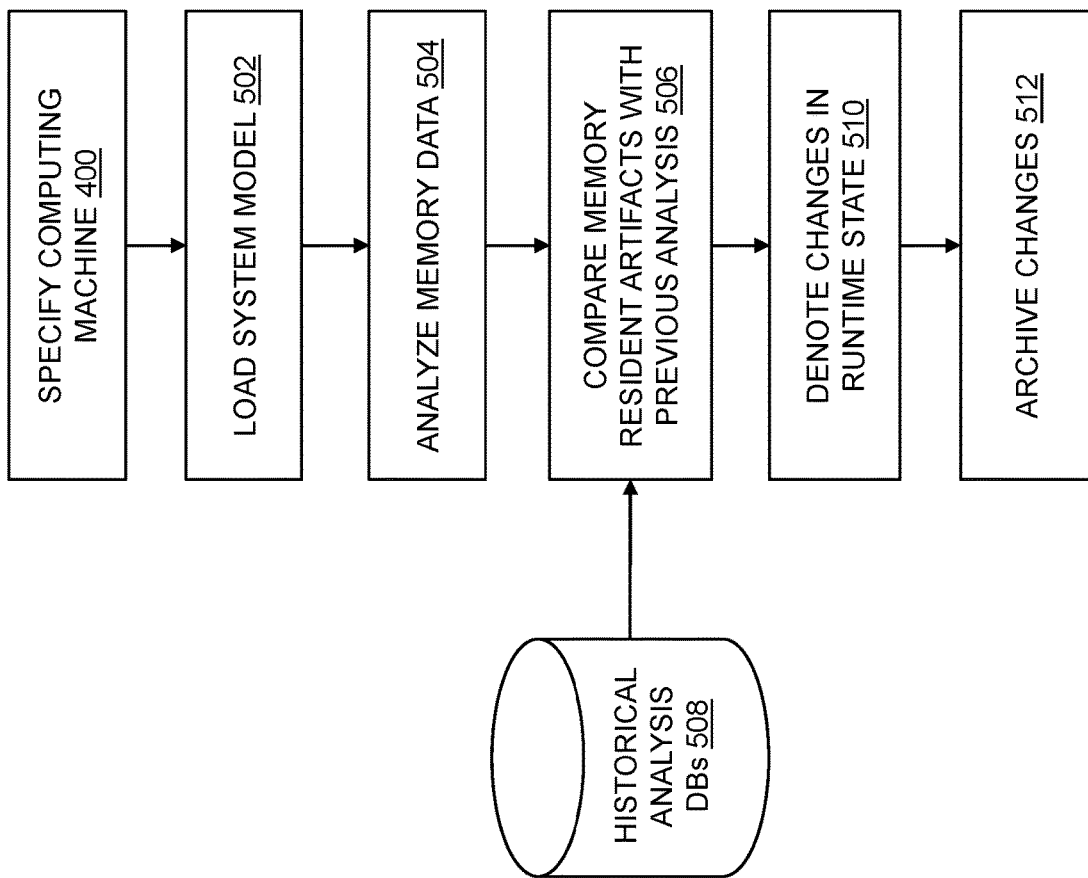 SPECIFY COMPUTING
MACHINE 400
LOAD SYSTEM MODEL 502
ANALYZE MEMORY DATA 504
COMPARE MEMORY
RESIDENT ARTIFACTS WITH
PREVIOUS ANALYSIS 506
HISTORICAL
ANALYSIS
DBs 508
DENOTE CHANGES IN
RUNTIME STATE 510
ARCHIVE CHANGES 512